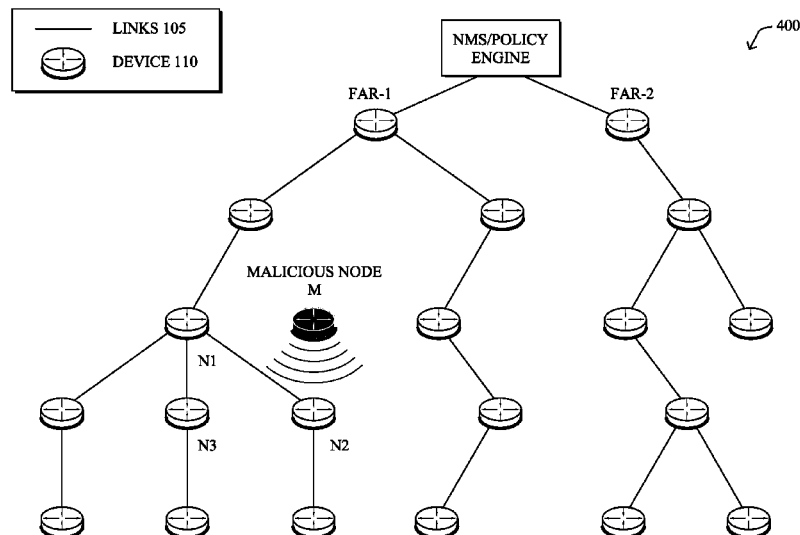 LINKS 105
DEVICE 110
NMS/POLICY
ENGINE
400
FAR-1
FAR-2
MALICIOUS NODE
M
N1
N3
N2